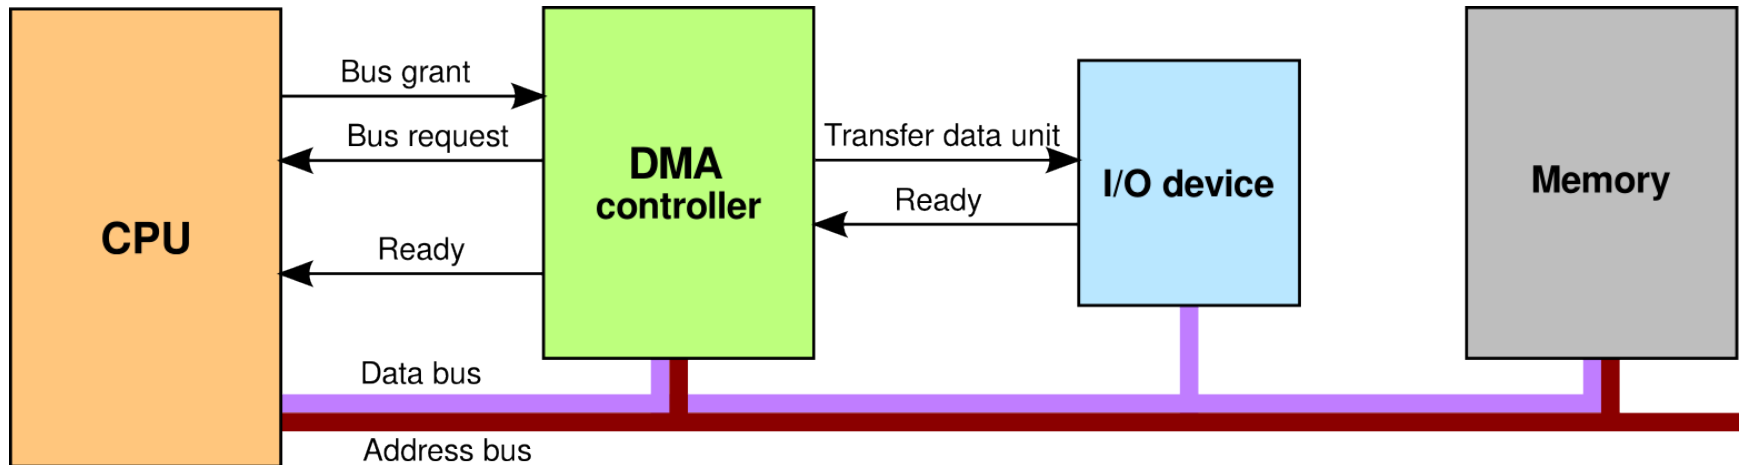 Bus grant
Bus request
Ready
CPU
DMA
controller
Transfer data unit
Ready
I/O device
Memory
Data bus
Address bus